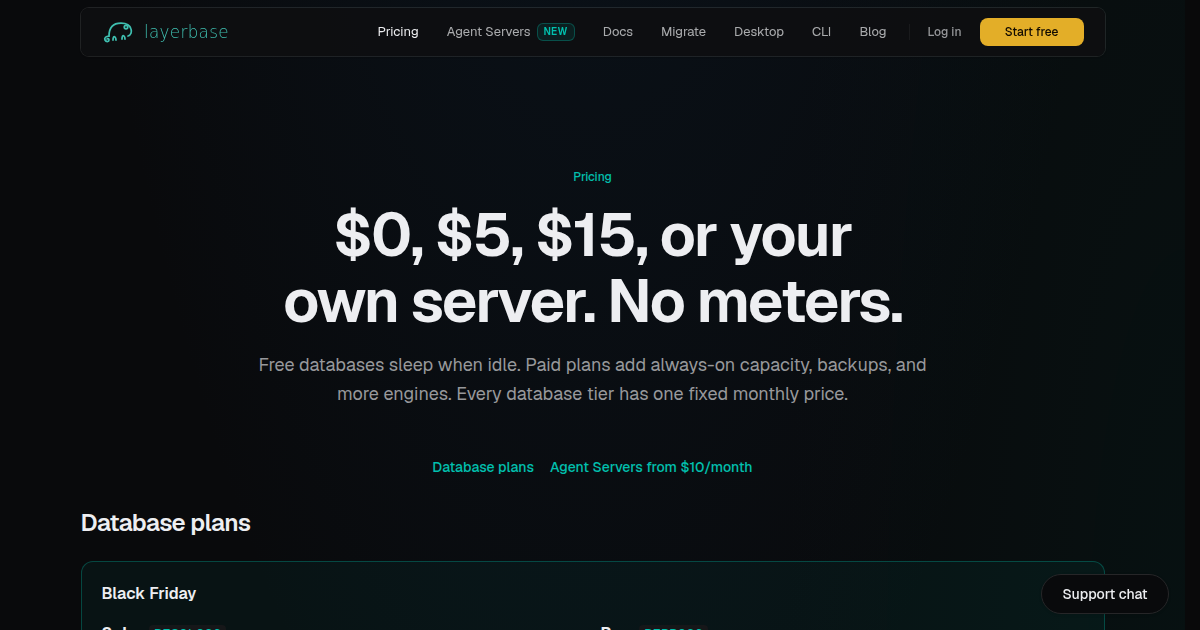 layerbase
Pricing
Agent Servers NEW
Docs
Migrate
Desktop
CLI
Blog
Log in
Start free
Pricing
$0, $5, $15, or your
own server. No meters.
Free databases sleep when idle. Paid plans add always-on capacity, backups, and
more engines. Every database tier has one fixed monthly price.
Database plans
Agent Servers from $10/month
Database plans
Black Friday
Support chat